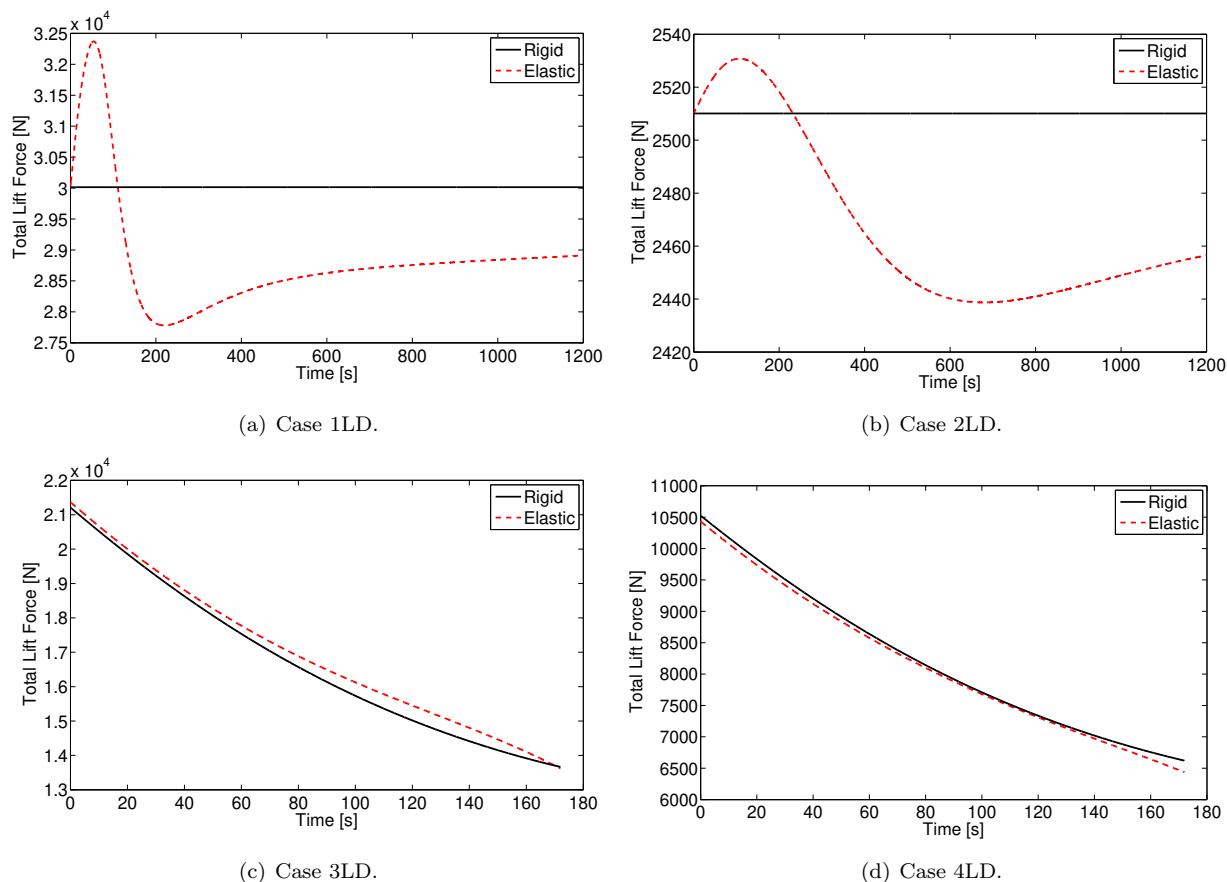 x 10⁴
3.25
3.2
3.15
3.1
3.05
3
2.95
2.9
2.85
2.8
2.75
0 200 400 600 800 1000 1200
Total Lift Force [N]
Time [s]
Rigid
Elastic
(a) Case 1LD.
2540
2520
2500
2480
2460
2440
2420
0 200 400 600 800 1000 1200
Total Lift Force [N]
Time [s]
Rigid
Elastic
(b) Case 2LD.
x 10⁴
2.2
2.1
2
1.9
1.8
1.7
1.6
1.5
1.4
1.3
0 20 40 60 80 100 120 140 160 180
Total Lift Force [N]
Time [s]
Rigid
Elastic
(c) Case 3LD.
11000
10500
10000
9500
9000
8500
8000
7500
7000
6500
6000
0 20 40 60 80 100 120 140 160 180
Total Lift Force [N]
Time [s]
Rigid
Elastic
(d) Case 4LD.